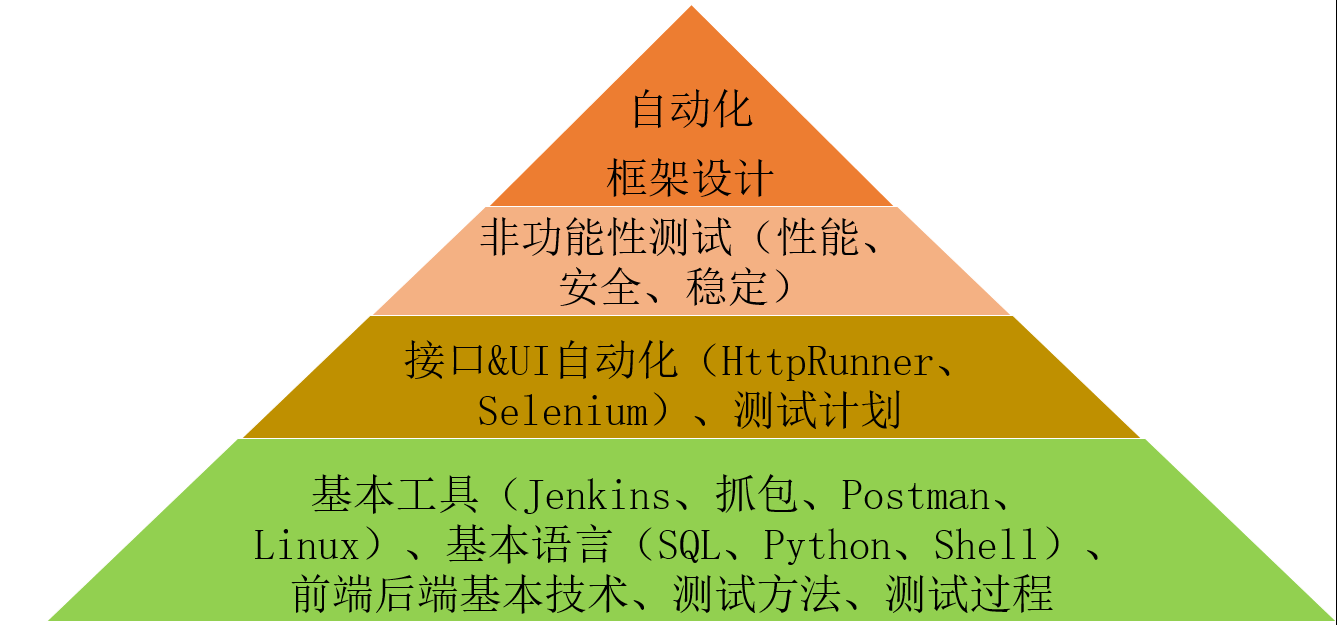 自动化
框架设计
非功能性测试（性能、
安全、稳定）
接口&UI自动化（HttpRunner、
Selenium）、测试计划
基本工具（Jenkins、抓包、Postman、
Linux）、基本语言（SQL、Python、Shell）、
前端后端基本技术、测试方法、测试过程